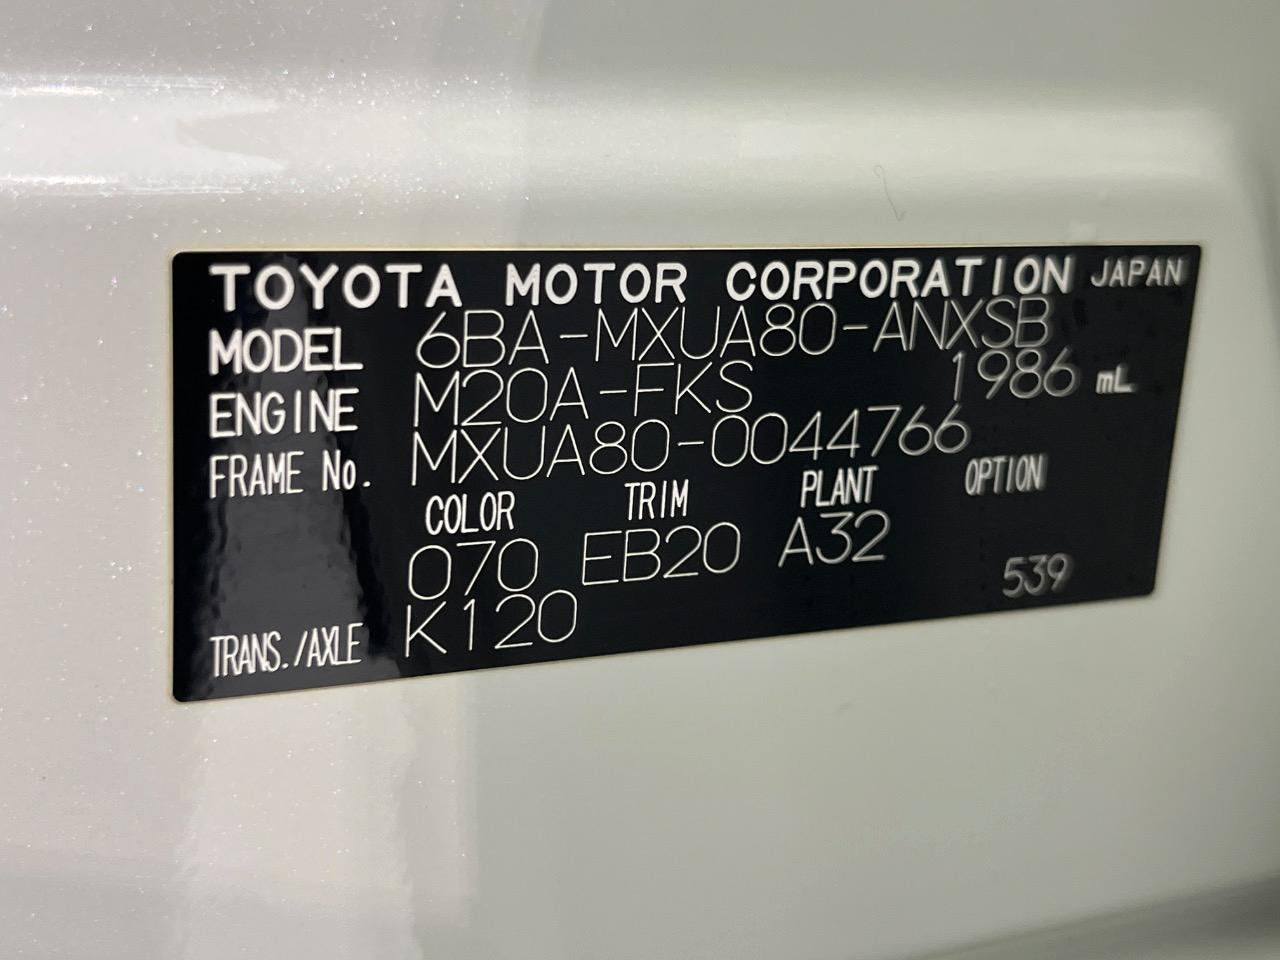 TOYOTA MOTOR CORPORATION JAPAN
MODEL 6BA-MXUA80-ANXSB
ENGINE M20A-FKS 1986 mL
FRAME No. MXUA80-0044766
COLOR TRIM PLANT OPTION
070 EB20 A32
539
TRANS./AXLE K120